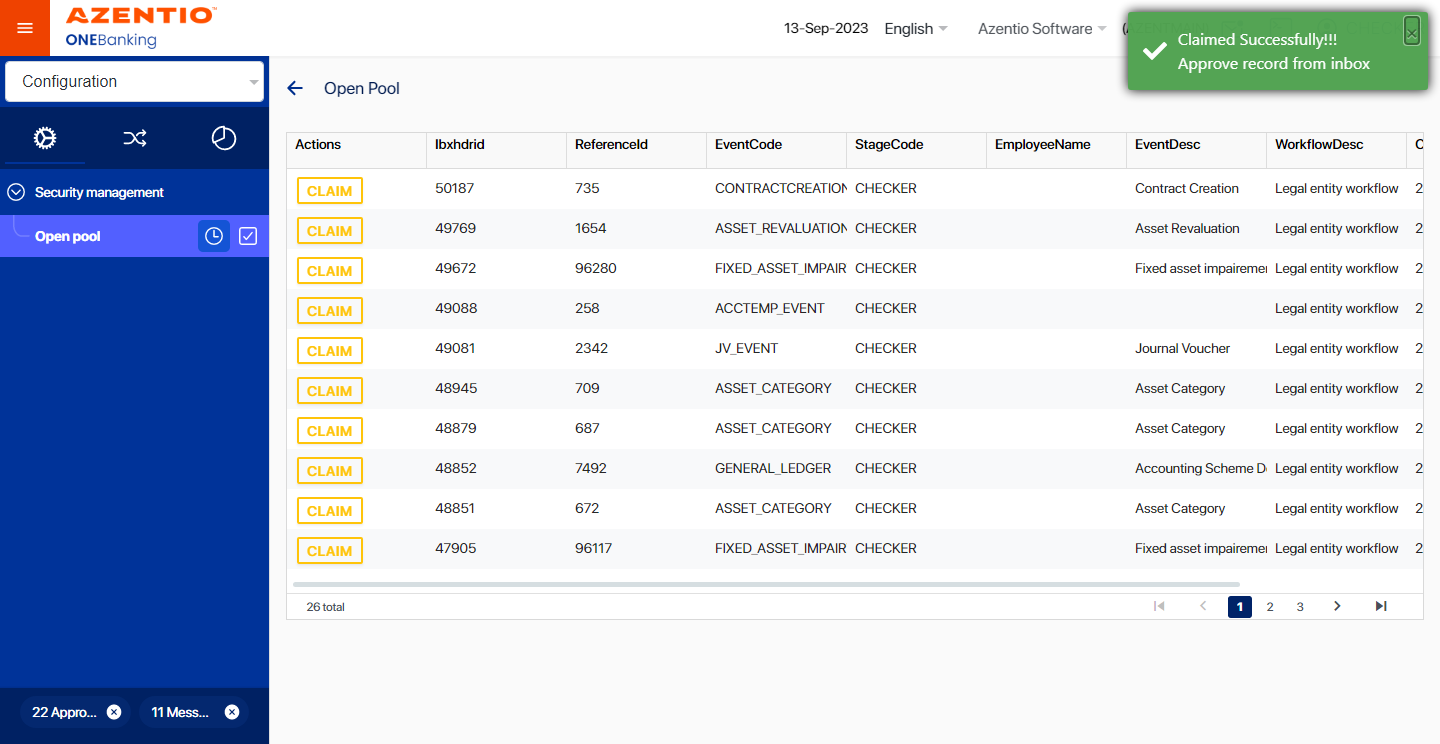 AZENTIO™
ONEBanking
13-Sep-2023 English Azentio Software
Claimed Successfully!!!
Approve record from inbox
Configuration
Open Pool
Security management
Open pool
Actions Ibxhdrid ReferenceId EventCode StageCode EmployeeName EventDesc WorkflowDesc
CLAIM 50187 735 CONTRACTCREATION CHECKER Contract Creation Legal entity workflow 2
CLAIM 49769 1654 ASSET_REVALUATION CHECKER Asset Revaluation Legal entity workflow 2
CLAIM 49672 96280 FIXED_ASSET_IMPAIR CHECKER Fixed asset impairemen Legal entity workflow 2
CLAIM 49088 258 ACCTEMP_EVENT CHECKER Legal entity workflow 2
CLAIM 49081 2342 JV_EVENT CHECKER Journal Voucher Legal entity workflow 2
CLAIM 48945 709 ASSET_CATEGORY CHECKER Asset Category Legal entity workflow 2
CLAIM 48879 687 ASSET_CATEGORY CHECKER Asset Category Legal entity workflow 2
CLAIM 48852 7492 GENERAL_LEDGER CHECKER Accounting Scheme D Legal entity workflow 2
CLAIM 48851 672 ASSET_CATEGORY CHECKER Asset Category Legal entity workflow 2
CLAIM 47905 96117 FIXED_ASSET_IMPAIR CHECKER Fixed asset impairemen Legal entity workflow 2
26 total 1 2 3
22 Appro... 11 Mess...